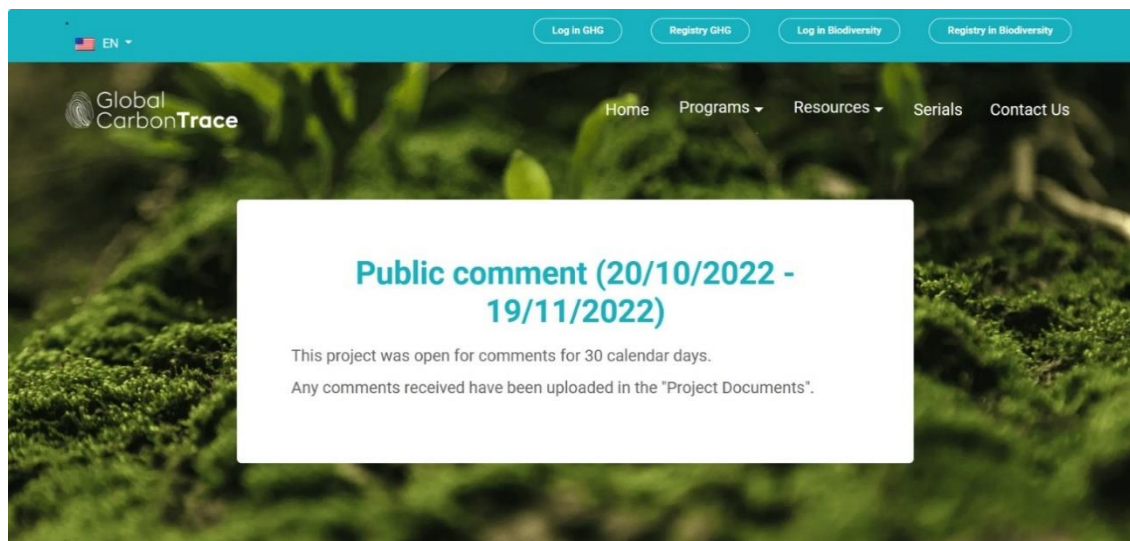 EN
Log in GHG
Registry GHG
Log in Biodiversity
Registry in Biodiversity
Global
CarbonTrace
Home
Programs
Resources
Serials
Contact Us
Public comment (20/10/2022 -
19/11/2022)
This project was open for comments for 30 calendar days.
Any comments received have been uploaded in the "Project Documents".